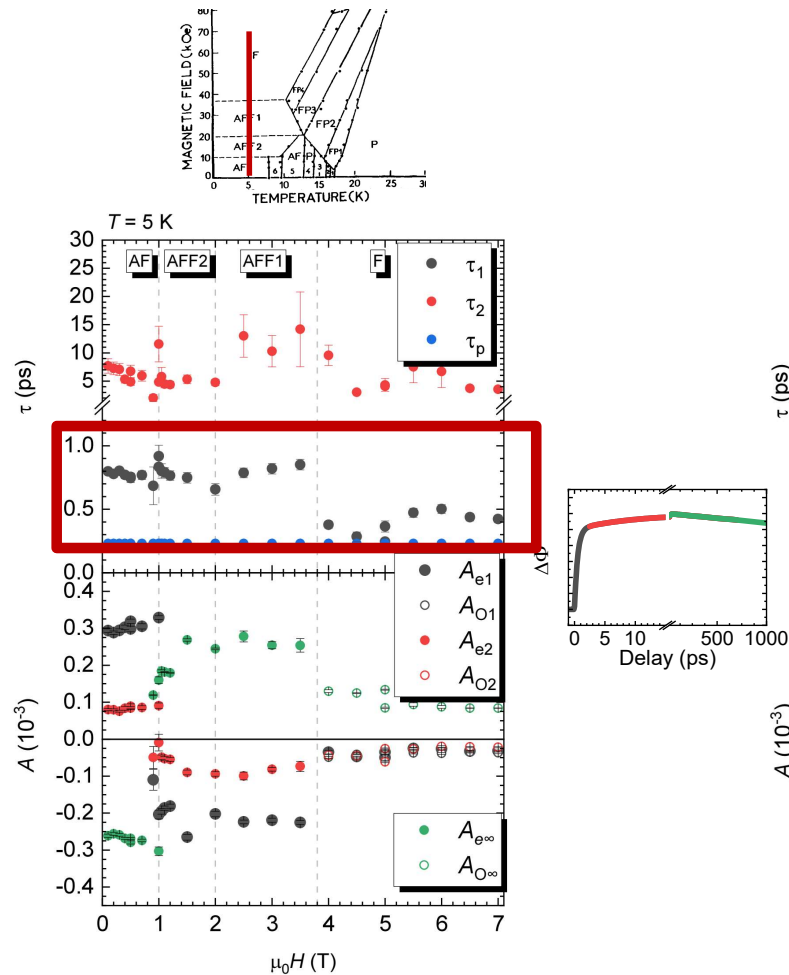 MAGNETIC FIELD (kOe)
80
70
60
50
40
30
20
10
0
F
FP4
FP3
AFF1
FP2
AFF2
FP1
P
AF
AF
P
6
5
4
3
0
5
10
15
20
25
TEMPERATURE(K)
T = 5 K
τ (ps)
30
25
20
15
10
5
1.0
0.5
0.0
AF
AFF2
AFF1
F
τ1
τ2
τp
A (10-3)
0.3
0.2
0.1
0.0
-0.1
-0.2
-0.3
-0.4
Ae1
AO1
Ae2
AO2
Ae∞
AO∞
0
1
2
3
4
5
6
7
μ0H (T)
ΔΦ
0
5
10
500
1000
Delay (ps)
τ (ps)
A (10-3)